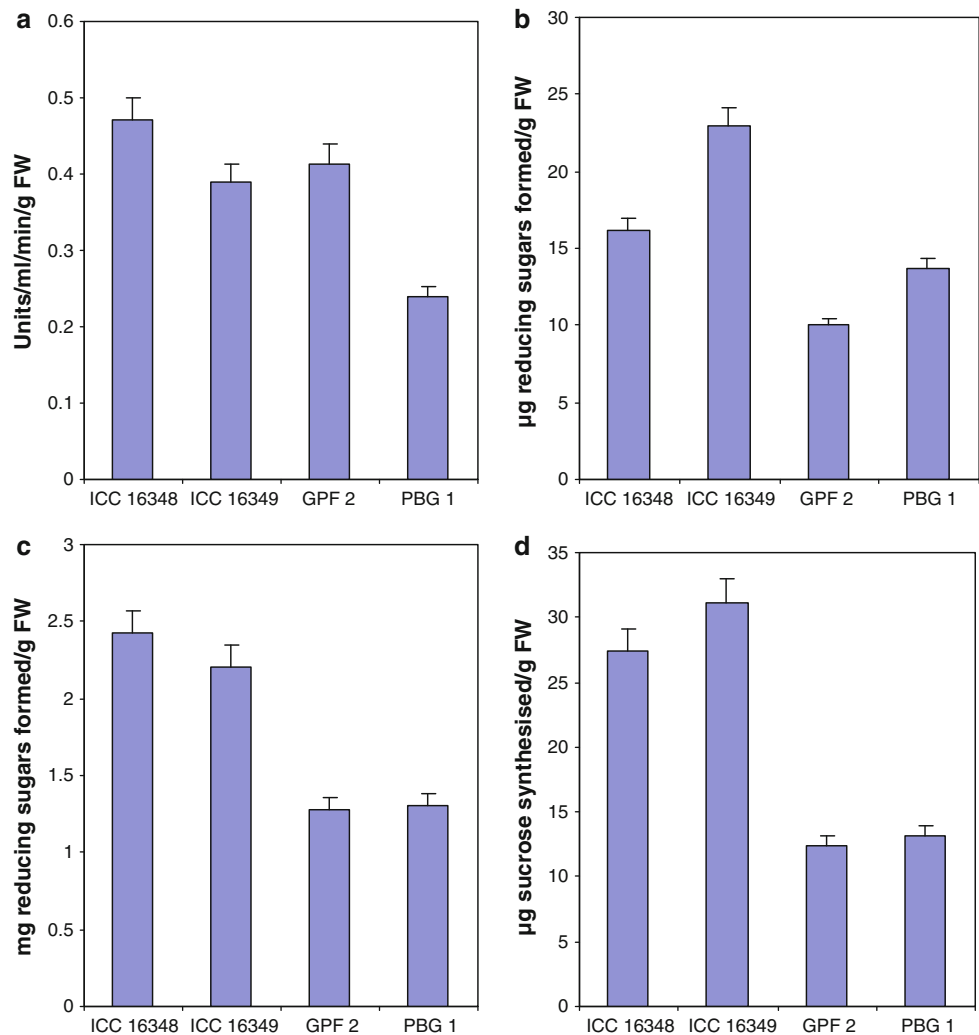 a
Units/ml/min/g FW
0.6
0.5
0.4
0.3
0.2
0.1
0
ICC 16348 ICC 16349 GPF 2 PBG 1
b
µg reducing sugars formed/g FW
30
25
20
15
10
5
0
ICC 16348 ICC 16349 GPF 2 PBG 1
c
mg reducing sugars formed/g FW
3
2.5
2
1.5
1
0.5
0
ICC 16348 ICC 16349 GPF 2 PBG 1
d
µg sucrose synthesised/g FW
35
30
25
20
15
10
5
0
ICC 16348 ICC 16349 GPF 2 PBG 1